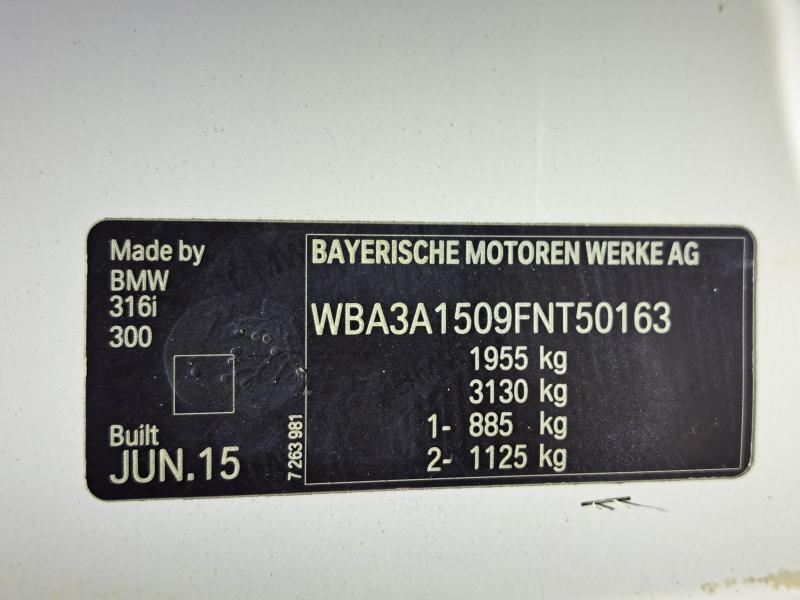 Made by
BMW
316i
300
Built
JUN.15
7 263 981
BAYERISCHE MOTOREN WERKE AG
WBA3A1509FNT50163
1955 kg
3130 kg
1- 885 kg
2- 1125 kg